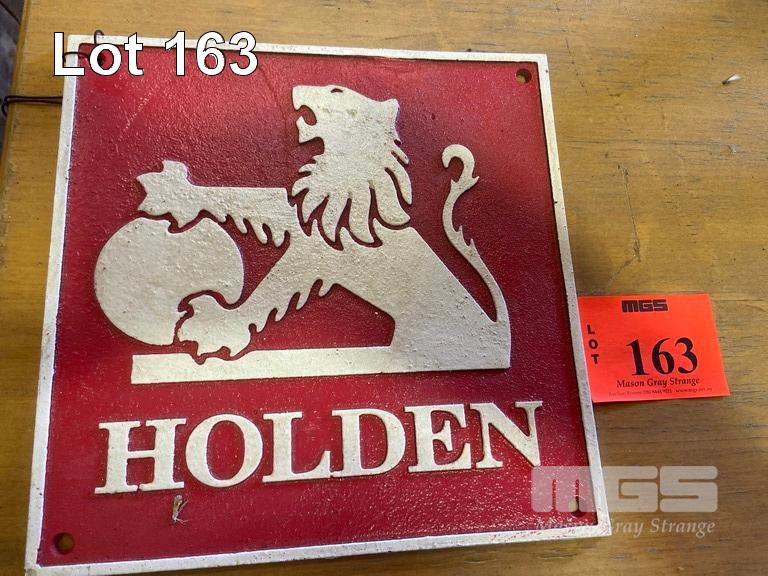 Lot 163
HOLDEN
MGS
LOT
163
Mason Gray Strange
MGS
Mason Gray Strange